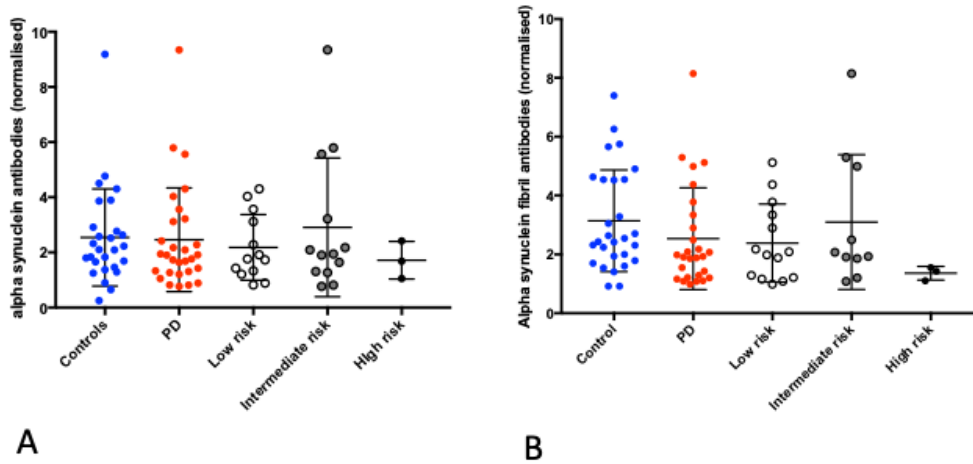 alpha synuclein antibodies (normalised)
10
8
6
4
2
0
Controls
PD
Low risk
Intermediate risk
HIgh risk
A
Alpha synuclein fibril antibodies (normalised)
10
8
6
4
2
0
Control
PD
Low risk
Intermediate risk
High risk
B